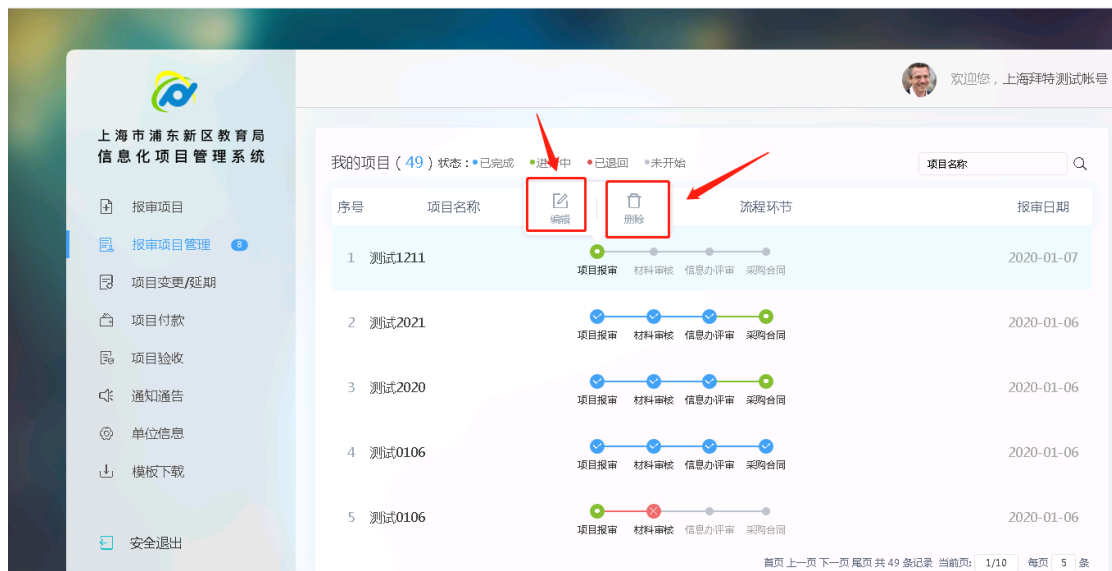 欢迎您，上海拜特测试帐号
上海市浦东新区教育局
信息化项目管理系统
报审项目
报审项目管理 8
项目变更/延期
项目付款
项目验收
通知通告
单位信息
模板下载
安全退出
我的项目（49）状态：已完成 进行中 已退回 未开始
项目名称
序号 项目名称 编辑 删除 流程环节 报审日期
1 测试1211 项目报审 材料审核 信息办评审 采购合同 2020-01-07
2 测试2021 项目报审 材料审核 信息办评审 采购合同 2020-01-06
3 测试2020 项目报审 材料审核 信息办评审 采购合同 2020-01-06
4 测试0106 项目报审 材料审核 信息办评审 采购合同 2020-01-06
5 测试0106 项目报审 材料审核 信息办评审 采购合同 2020-01-06
首页 上一页 下一页 尾页 共 49 条记录 当前页: 1/10 每页 5 条